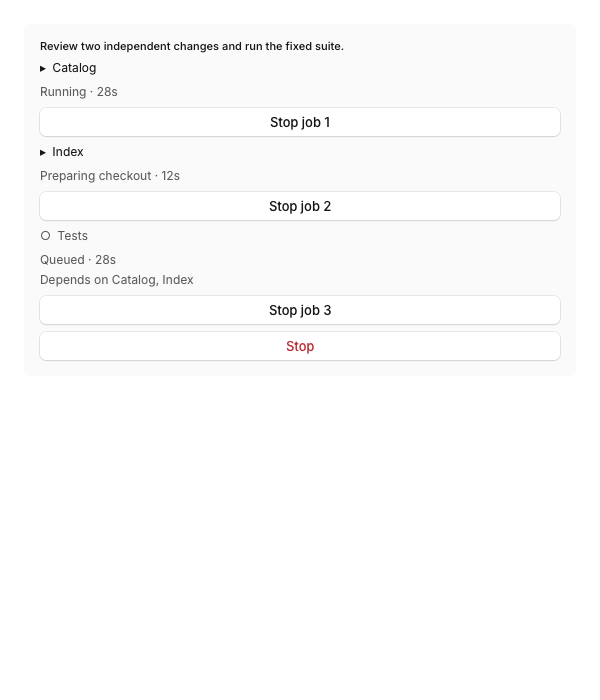 Review two independent changes and run the fixed suite.
▸ Catalog
Running · 28s
Stop job 1
▸ Index
Preparing checkout · 12s
Stop job 2
○ Tests
Queued · 28s
Depends on Catalog, Index
Stop job 3
Stop